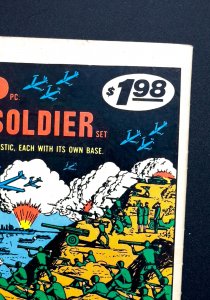 PC.
$1.98
SOLDIER SET
STIC, EACH WITH ITS OWN BASE.